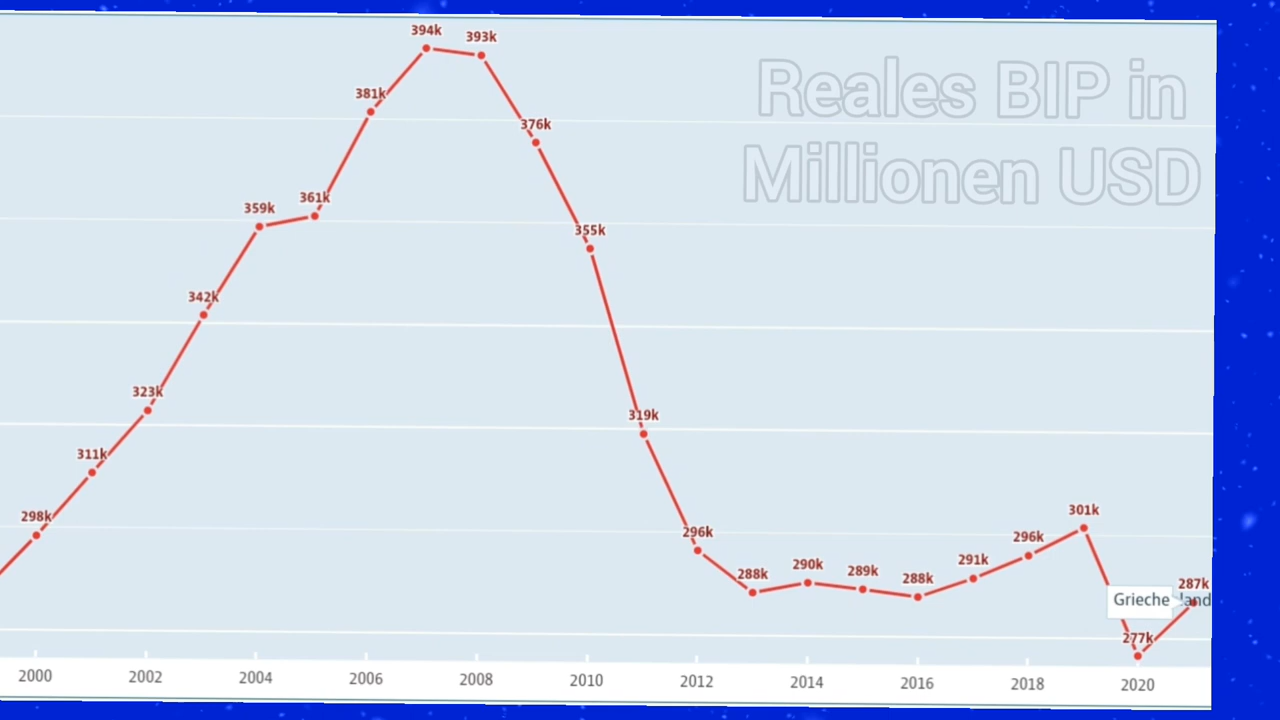 Reales BIP in
Millionen USD
394k
393k
381k
376k
361k
359k
355k
342k
323k
319k
311k
301k
298k
296k
296k
291k
290k
289k
288k
288k
287k
Grieche land
277k
2000 2002 2004 2006 2008 2010 2012 2014 2016 2018 2020